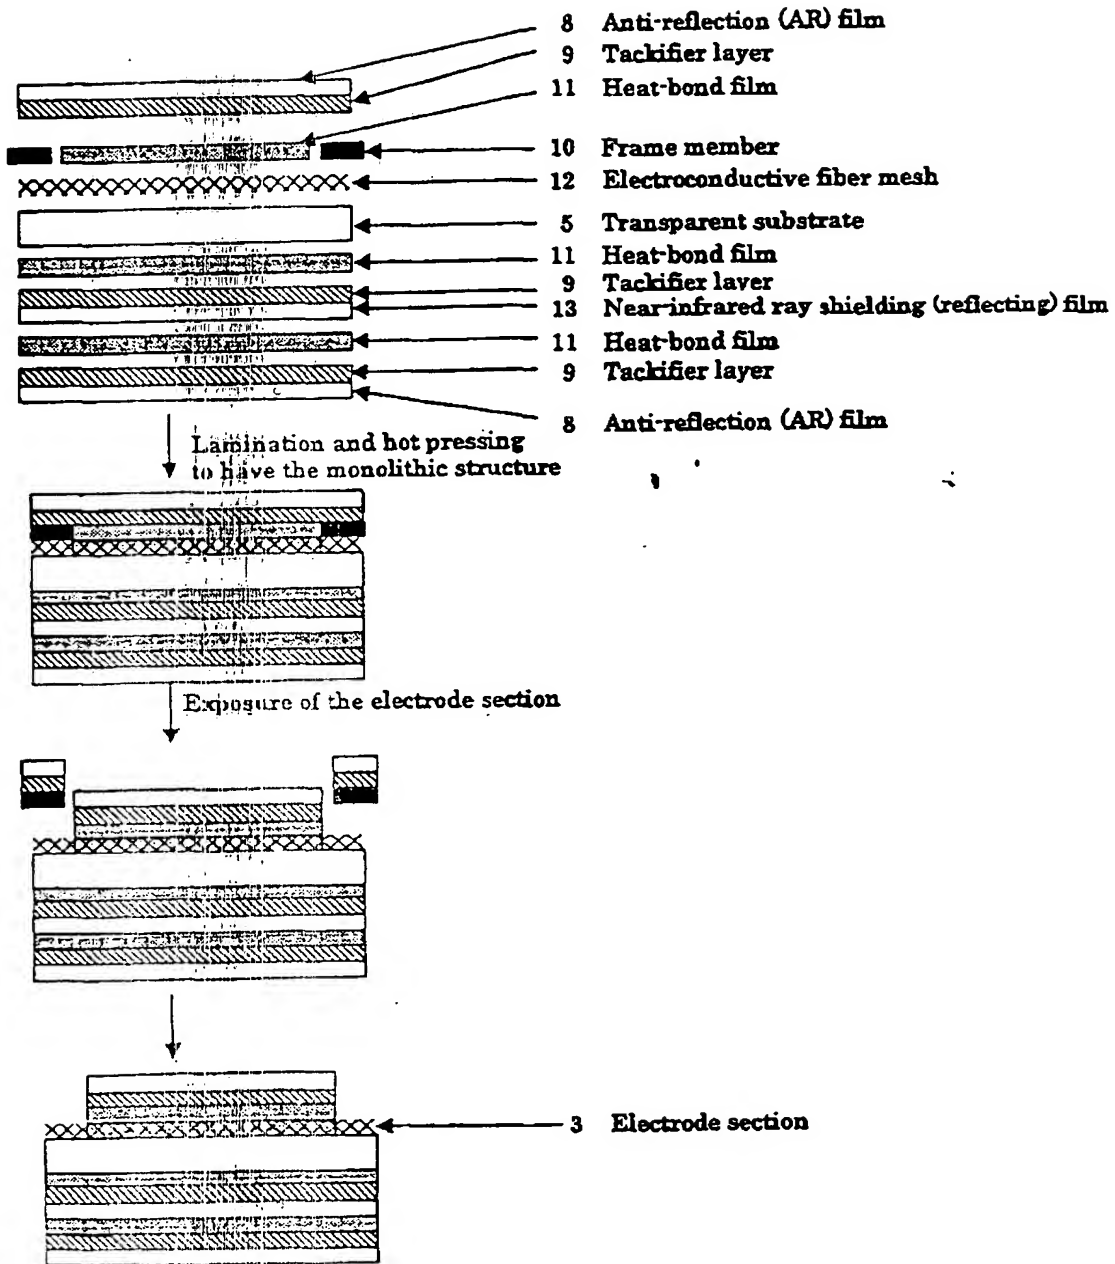 8 Anti-reflection (AR) film
9 Tackifier layer
11 Heat-bond film
10 Frame member
12 Electroconductive fiber mesh
5 Transparent substrate
11 Heat-bond film
9 Tackifier layer
13 Near-infrared ray shielding (reflecting) film
11 Heat-bond film
9 Tackifier layer
8 Anti-reflection (AR) film
Lamination and hot pressing
to have the monolithic structure
Exposure of the electrode section
3 Electrode section